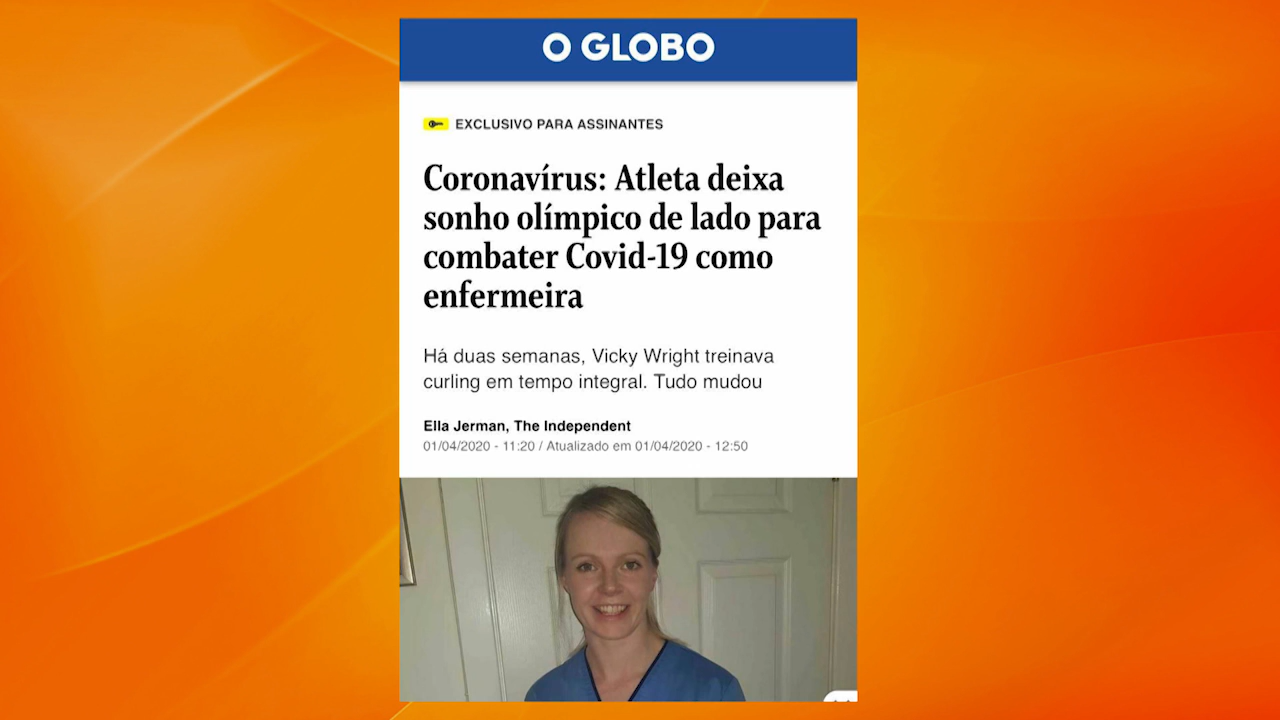 O GLOBO
EXCLUSIVO PARA ASSINANTES
Coronavírus: Atleta deixa
sonho olímpico de lado para
combater Covid-19 como
enfermeira
Há duas semanas, Vicky Wright treinava
curling em tempo integral. Tudo mudou
Ella Jerman, The Independent
01/04/2020 - 11:20 / Atualizado em 01/04/2020 - 12:50